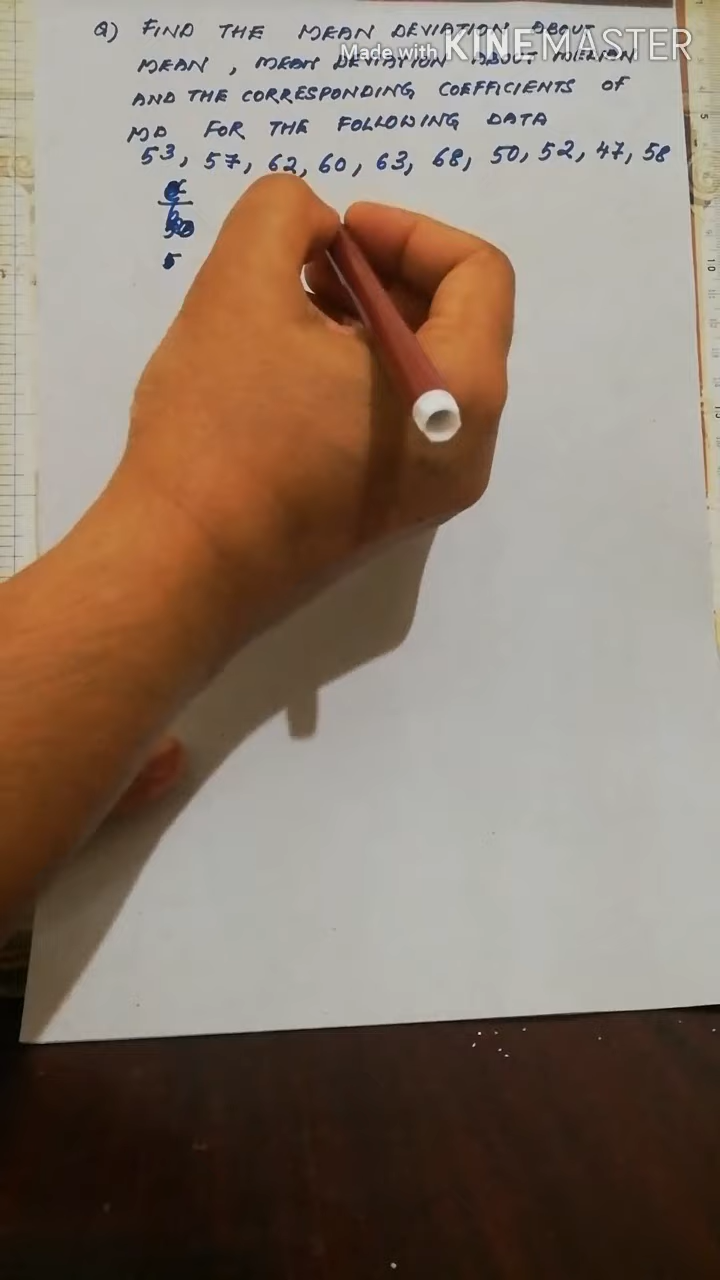 Q) FIND THE MEAN DEVIATION ABOUT
Made with KINEMASTER
MEAN, MEAN DEVIATION ABOUT MEDIAN
AND THE CORRESPONDING COEFFICIENTS OF
MD FOR THE FOLLOWING DATA
53, 57, 62, 60, 63, 68, 50, 52, 47, 58
5